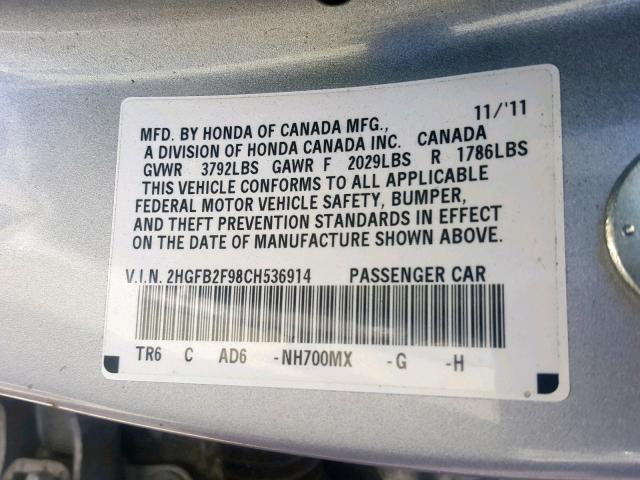 11/'11
MFD. BY HONDA OF CANADA MFG.,
A DIVISION OF HONDA CANADA INC. CANADA
GVWR 3792LBS GAWR F 2029LBS R 1786LBS
THIS VEHICLE CONFORMS TO ALL APPLICABLE
FEDERAL MOTOR VEHICLE SAFETY, BUMPER,
AND THEFT PREVENTION STANDARDS IN EFFECT
ON THE DATE OF MANUFACTURE SHOWN ABOVE.
V.I.N. 2HGFB2F98CH536914 PASSENGER CAR
TR6 C AD6 -NH700MX -G -H